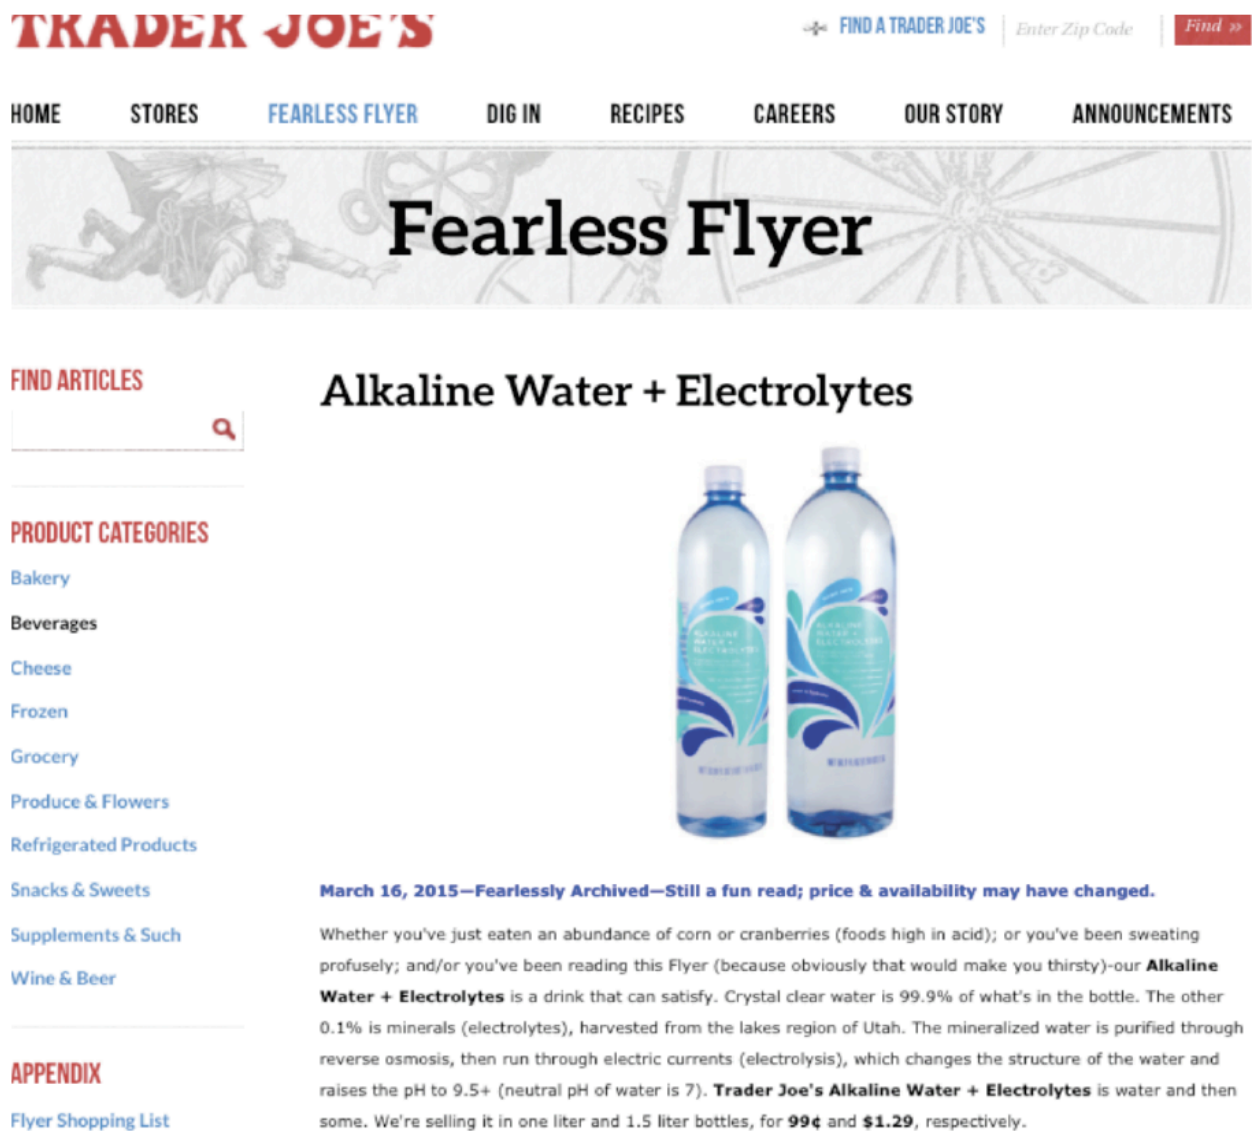 TRADER JOE'S
FIND A TRADER JOE'S
Enter Zip Code
Find »
HOME STORES FEARLESS FLYER DIG IN RECIPES CAREERS OUR STORY ANNOUNCEMENTS
Fearless Flyer
FIND ARTICLES
PRODUCT CATEGORIES
Bakery
Beverages
Cheese
Frozen
Grocery
Produce & Flowers
Refrigerated Products
Snacks & Sweets
Supplements & Such
Wine & Beer
APPENDIX
Flyer Shopping List
Alkaline Water + Electrolytes
ALKALINE
WATER +
ELECTROLYTES
ALKALINE
WATER +
ELECTROLYTES
March 16, 2015—Fearlessly Archived—Still a fun read; price & availability may have changed.
Whether you've just eaten an abundance of corn or cranberries (foods high in acid); or you've been sweating
profusely; and/or you've been reading this Flyer (because obviously that would make you thirsty)-our Alkaline
Water + Electrolytes is a drink that can satisfy. Crystal clear water is 99.9% of what's in the bottle. The other
0.1% is minerals (electrolytes), harvested from the lakes region of Utah. The mineralized water is purified through
reverse osmosis, then run through electric currents (electrolysis), which changes the structure of the water and
raises the pH to 9.5+ (neutral pH of water is 7). Trader Joe's Alkaline Water + Electrolytes is water and then
some. We're selling it in one liter and 1.5 liter bottles, for 99¢ and $1.29, respectively.